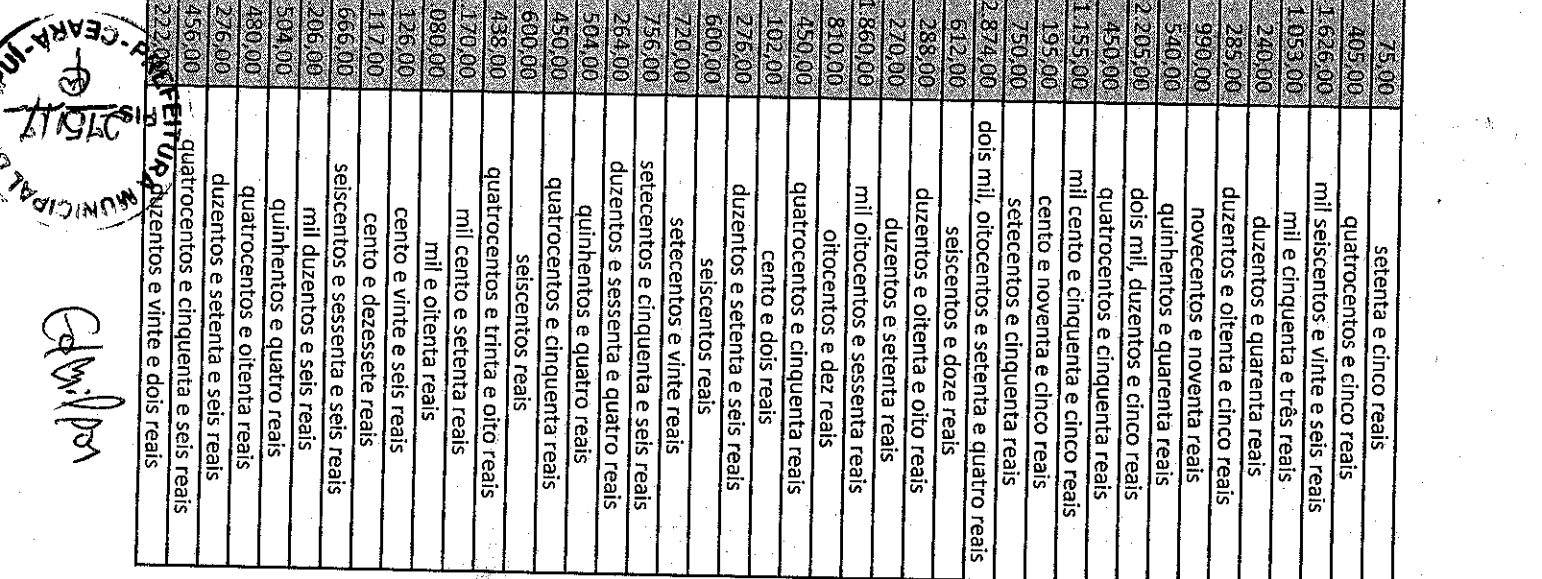 75,00 setenta e cinco reais
405,00 quatrocentos e cinco reais
1.626,00 mil seiscentos e vinte e seis reais
1.053,00 mil e cinquenta e três reais
240,00 duzentos e quarenta reais
285,00 duzentos e oitenta e cinco reais
990,00 novecentos e noventa reais
540,00 quinhentos e quarenta reais
2.205,00 dois mil, duzentos e cinco reais
450,00 quatrocentos e cinquenta reais
1.155,00 mil cento e cinquenta e cinco reais
195,00 cento e noventa e cinco reais
750,00 setecentos e cinquenta reais
2.874,00 dois mil, oitocentos e setenta e quatro reais
612,00 seiscentos e doze reais
288,00 duzentos e oitenta e oito reais
270,00 duzentos e setenta reais
1.860,00 mil oitocentos e sessenta reais
810,00 oitocentos e dez reais
450,00 quatrocentos e cinquenta reais
102,00 cento e dois reais
276,00 duzentos e setenta e seis reais
600,00 seiscentos reais
720,00 setecentos e vinte reais
756,00 setecentos e cinquenta e seis reais
264,00 duzentos e sessenta e quatro reais
504,00 quinhentos e quatro reais
450,00 quatrocentos e cinquenta reais
600,00 seiscentos reais
438,00 quatrocentos e trinta e oito reais
.170,00 mil cento e setenta reais
.080,00 mil e oitenta reais
126,00 cento e vinte e seis reais
117,00 cento e dezessete reais
666,00 seiscentos e sessenta e seis reais
.206,00 mil duzentos e seis reais
504,00 quinhentos e quatro reais
480,00 quatrocentos e oitenta reais
276,00 duzentos e setenta e seis reais
456,00 quatrocentos e cinquenta e seis reais
222,00 duzentos e vinte e dois reais
PREFEITURA MUNICIPAL
CEARÁ
Fls